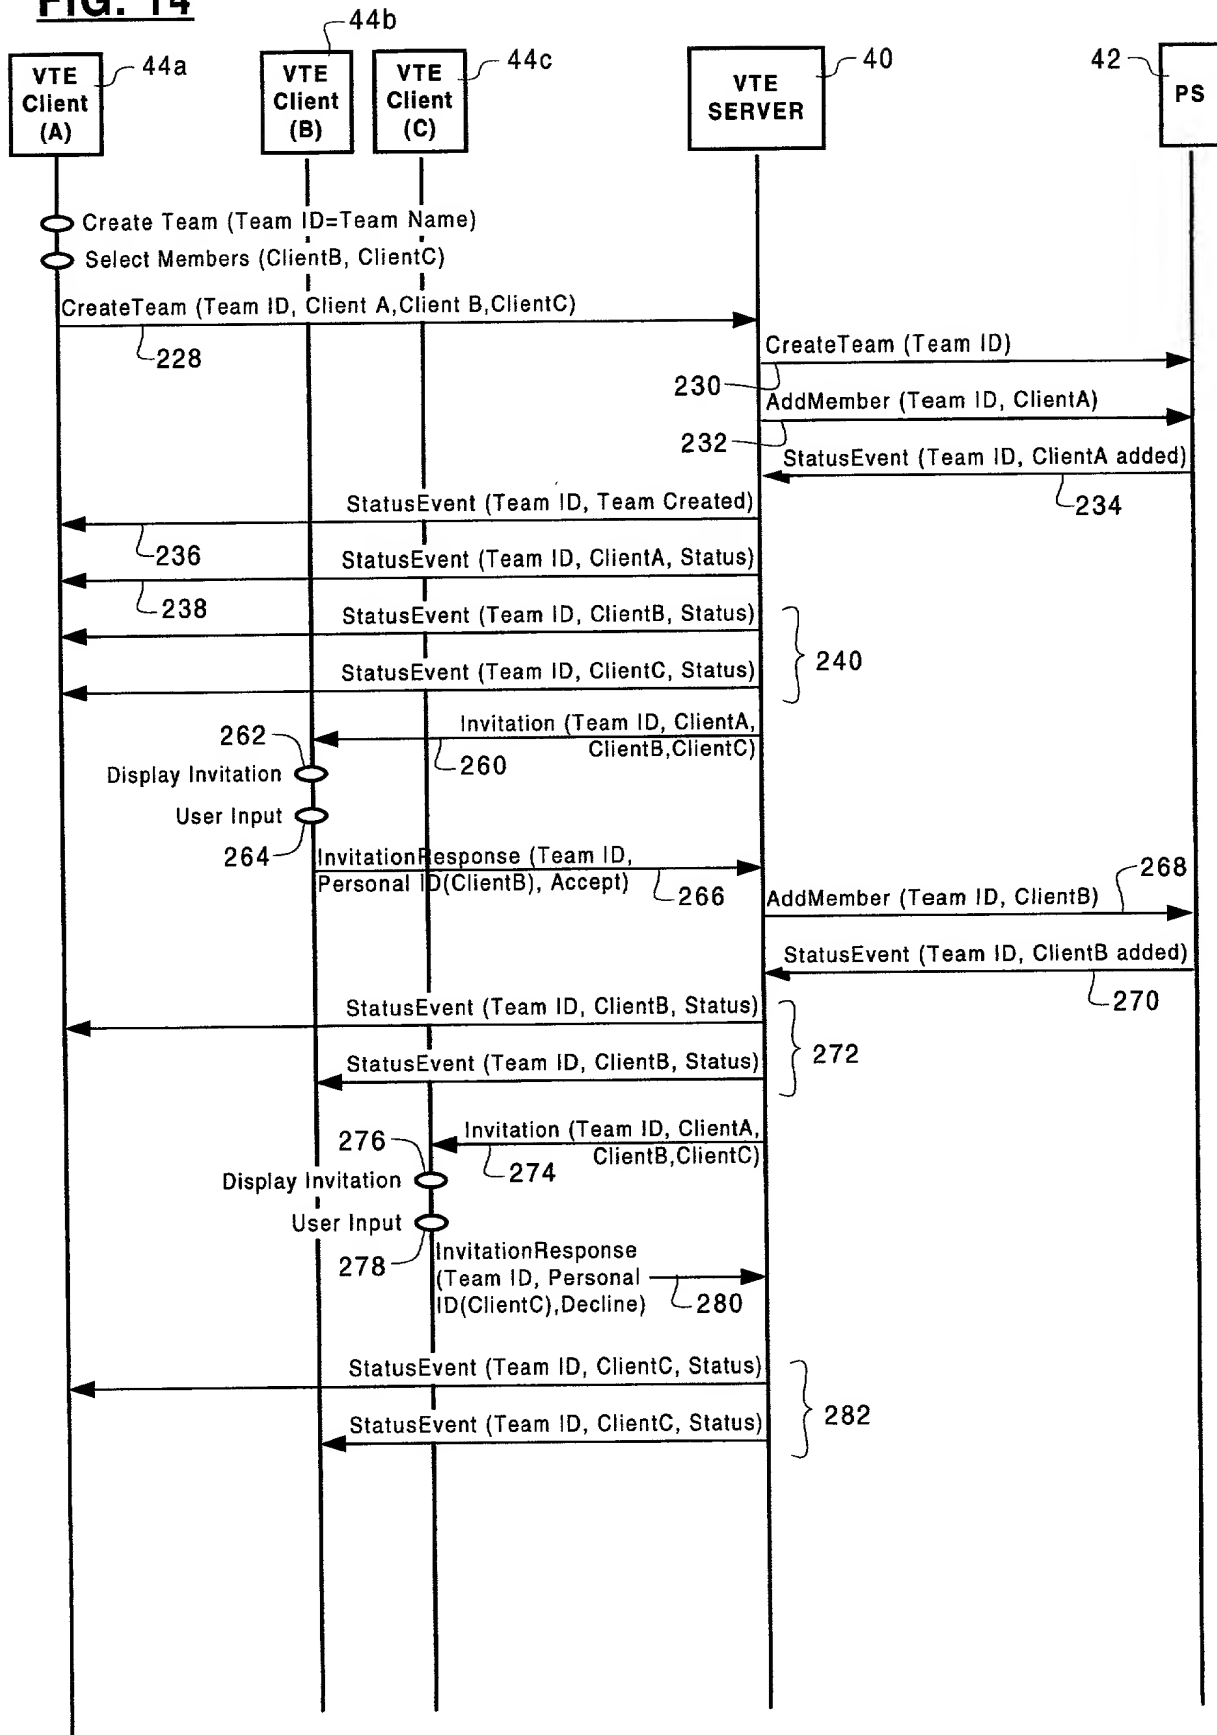 FIG. 14
44b
VTE
Client
(A)
44a
VTE
Client
(B)
VTE
Client
(C)
44c
VTE
SERVER
40
42
PS
Create Team (Team ID=Team Name)
Select Members (ClientB, ClientC)
CreateTeam (Team ID, Client A,Client B,ClientC)
228
CreateTeam (Team ID)
230
AddMember (Team ID, ClientA)
232
StatusEvent (Team ID, ClientA added)
234
StatusEvent (Team ID, Team Created)
236
StatusEvent (Team ID, ClientA, Status)
238
StatusEvent (Team ID, ClientB, Status)
240
StatusEvent (Team ID, ClientC, Status)
Invitation (Team ID, ClientA,
ClientB,ClientC)
260
262
Display Invitation
User Input
264
InvitationResponse (Team ID,
Personal ID(ClientB), Accept)
266
268
AddMember (Team ID, ClientB)
StatusEvent (Team ID, ClientB added)
270
StatusEvent (Team ID, ClientB, Status)
272
StatusEvent (Team ID, ClientB, Status)
Invitation (Team ID, ClientA,
ClientB,ClientC)
274
276
Display Invitation
User Input
278
InvitationResponse
(Team ID, Personal
ID(ClientC),Decline)
280
StatusEvent (Team ID, ClientC, Status)
282
StatusEvent (Team ID, ClientC, Status)